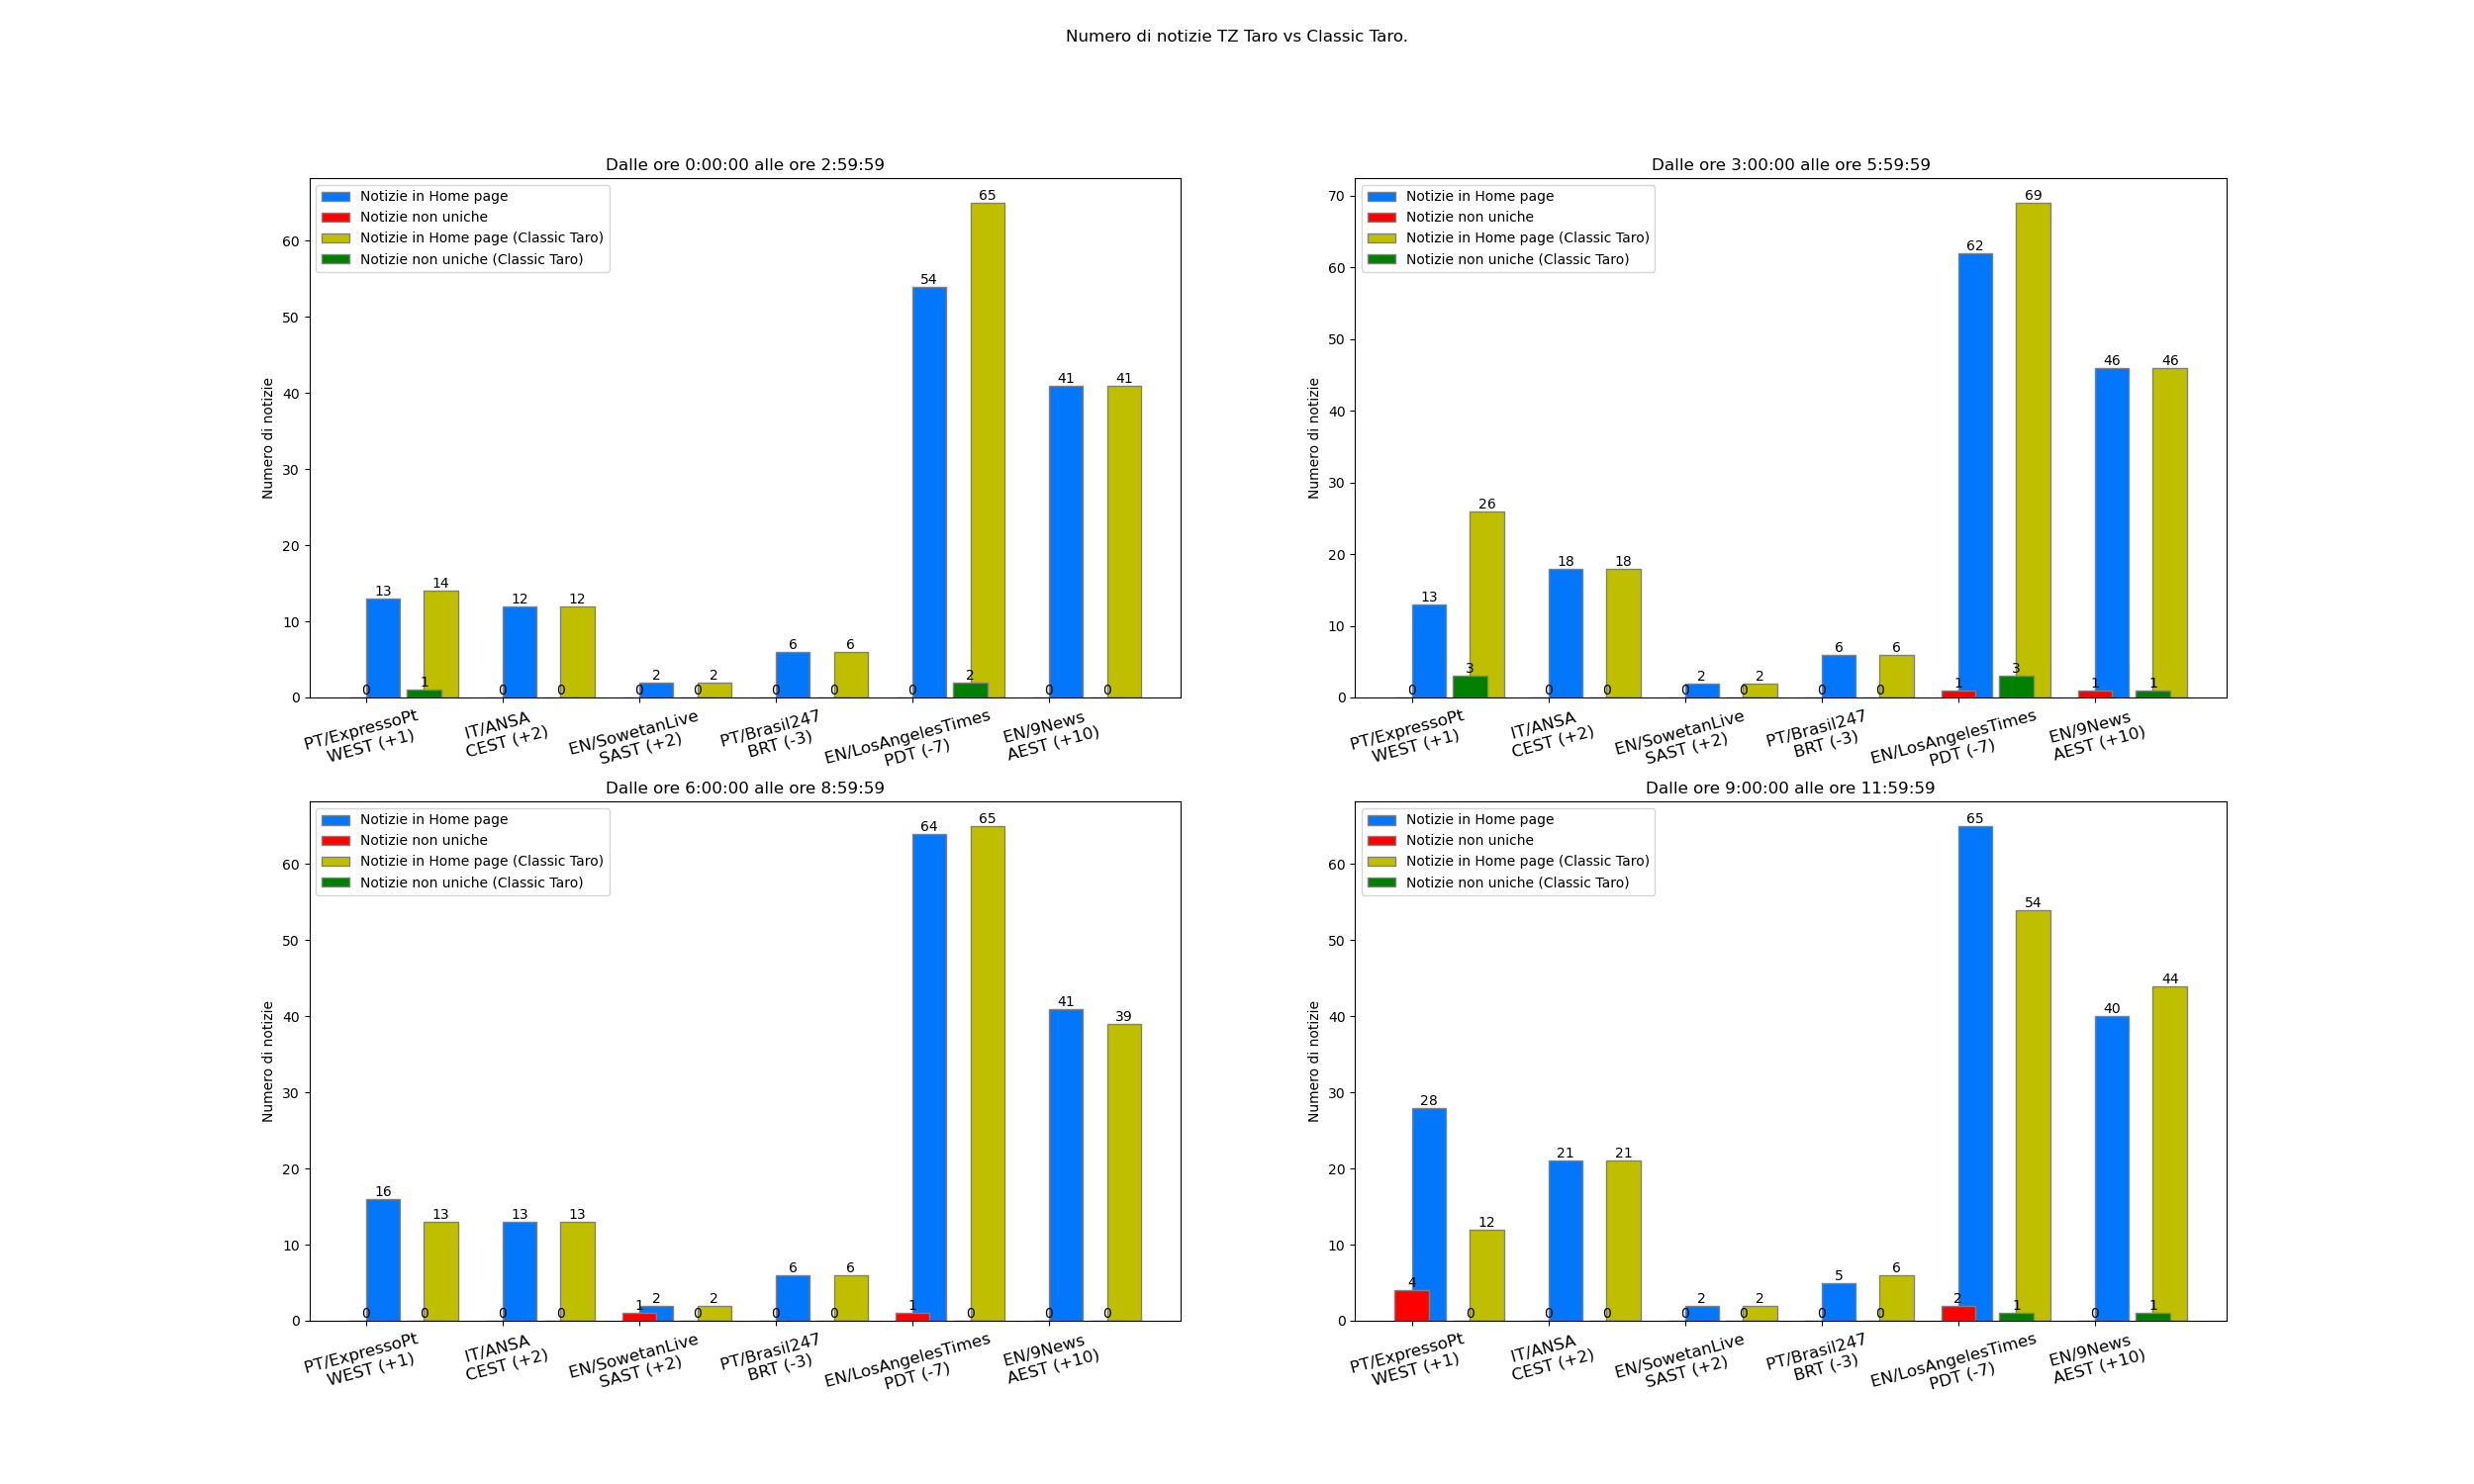 Numero di notizie TZ Taro vs Classic Taro.
Dalle ore 0:00:00 alle ore 2:59:59
Numero di notizie
60
50
40
30
20
10
0
Notizie in Home page
Notizie non uniche
Notizie in Home page (Classic Taro)
Notizie non uniche (Classic Taro)
13 14 12 12 2 2 6 6 54 65 41 41
0 1 0 0 0 0 0 0 0 2 0 0
PT/ExpressoPt
WEST (+1)
IT/ANSA
CEST (+2)
EN/SowetanLive
SAST (+2)
PT/Brasil247
BRT (-3)
EN/LosAngelesTimes
PDT (-7)
EN/9News
AEST (+10)
Dalle ore 3:00:00 alle ore 5:59:59
Numero di notizie
70
60
50
40
30
20
10
0
Notizie in Home page
Notizie non uniche
Notizie in Home page (Classic Taro)
Notizie non uniche (Classic Taro)
13 26 18 18 2 2 6 6 62 69 46 46
0 3 0 0 0 0 0 0 1 3 1 1
PT/ExpressoPt
WEST (+1)
IT/ANSA
CEST (+2)
EN/SowetanLive
SAST (+2)
PT/Brasil247
BRT (-3)
EN/LosAngelesTimes
PDT (-7)
EN/9News
AEST (+10)
Dalle ore 6:00:00 alle ore 8:59:59
Numero di notizie
60
50
40
30
20
10
0
Notizie in Home page
Notizie non uniche
Notizie in Home page (Classic Taro)
Notizie non uniche (Classic Taro)
16 13 13 13 2 2 6 6 64 65 41 39
0 0 0 0 1 0 0 0 1 0 0 0
PT/ExpressoPt
WEST (+1)
IT/ANSA
CEST (+2)
EN/SowetanLive
SAST (+2)
PT/Brasil247
BRT (-3)
EN/LosAngelesTimes
PDT (-7)
EN/9News
AEST (+10)
Dalle ore 9:00:00 alle ore 11:59:59
Numero di notizie
60
50
40
30
20
10
0
Notizie in Home page
Notizie non uniche
Notizie in Home page (Classic Taro)
Notizie non uniche (Classic Taro)
28 12 21 21 2 2 5 6 65 54 40 44
4 0 0 0 0 0 0 0 2 1 0 1
PT/ExpressoPt
WEST (+1)
IT/ANSA
CEST (+2)
EN/SowetanLive
SAST (+2)
PT/Brasil247
BRT (-3)
EN/LosAngelesTimes
PDT (-7)
EN/9News
AEST (+10)